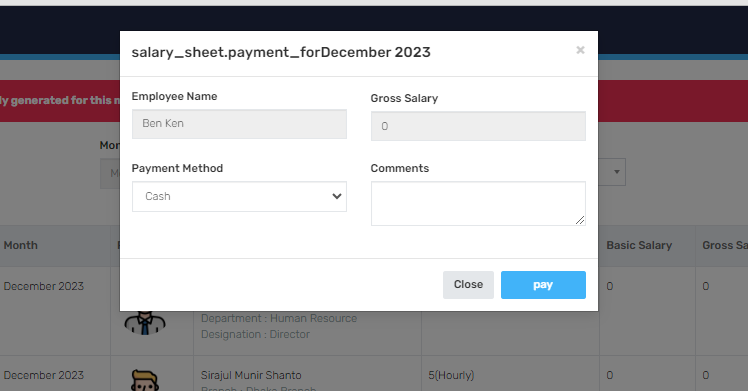 salary_sheet.payment_forDecember 2023 ×
ly generated for this m
Employee Name
Gross Salary
Ben Ken
0
Mon
M
Payment Method
Comments
Cash
Month
Basic Salary
Gross Sa
Close
pay
December 2023
0
0
Department : Human Resource
Designation : Director
December 2023
Sirajul Munir Shanto
5(Hourly)
0
0
Branch : Dhaka Branch